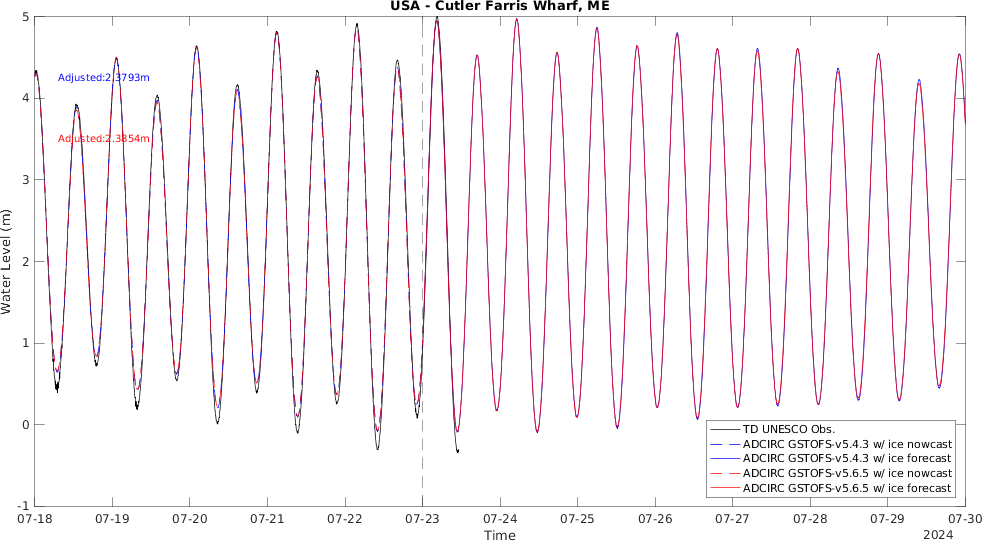 USA - Cutler Farris Wharf, ME
5
4
3
2
1
0
-1
Water Level (m)
Adjusted:2.3793m
Adjusted:2.3854m
TD UNESCO Obs.
ADCIRC GSTOFS-v5.4.3 w/ ice nowcast
ADCIRC GSTOFS-v5.4.3 w/ ice forecast
ADCIRC GSTOFS-v5.6.5 w/ ice nowcast
ADCIRC GSTOFS-v5.6.5 w/ ice forecast
07-18 07-19 07-20 07-21 07-22 07-23 07-24 07-25 07-26 07-27 07-28 07-29 07-30
Time
2024